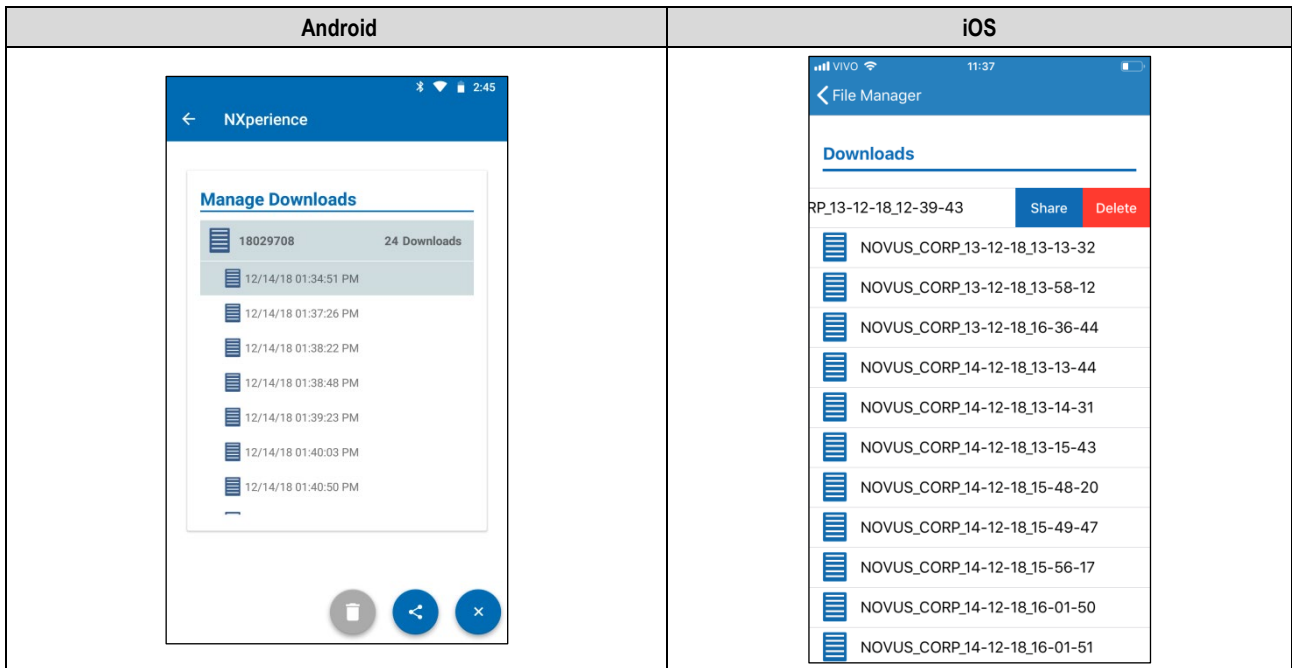 Android
iOS
2:45
NXperience
Manage Downloads
18029708 24 Downloads
12/14/18 01:34:51 PM
12/14/18 01:37:26 PM
12/14/18 01:38:22 PM
12/14/18 01:38:48 PM
12/14/18 01:39:23 PM
12/14/18 01:40:03 PM
12/14/18 01:40:50 PM
VIVO 11:37
File Manager
Downloads
RP_13-12-18_12-39-43 Share Delete
NOVUS_CORP_13-12-18_13-13-32
NOVUS_CORP_13-12-18_13-58-12
NOVUS_CORP_13-12-18_16-36-44
NOVUS_CORP_14-12-18_13-13-44
NOVUS_CORP_14-12-18_13-14-31
NOVUS_CORP_14-12-18_13-15-43
NOVUS_CORP_14-12-18_15-48-20
NOVUS_CORP_14-12-18_15-49-47
NOVUS_CORP_14-12-18_15-56-17
NOVUS_CORP_14-12-18_16-01-50
NOVUS_CORP_14-12-18_16-01-51